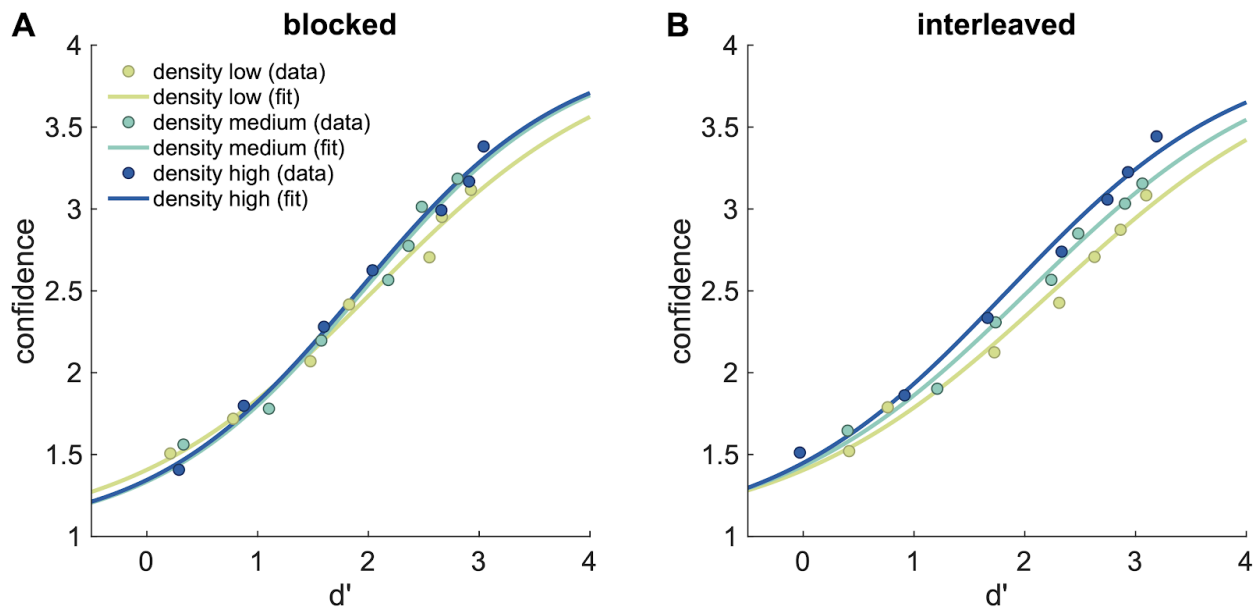 A
blocked
4
3.5
3
2.5
2
1.5
1
confidence
density low (data)
density low (fit)
density medium (data)
density medium (fit)
density high (data)
density high (fit)
0 1 2 3 4
d'
B
interleaved
4
3.5
3
2.5
2
1.5
1
confidence
0 1 2 3 4
d'